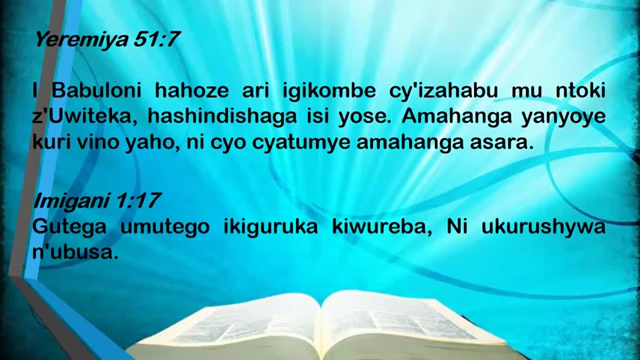 Yeremiya 51:7
I Babuloni hahoze ari igikombe cy'izahabu mu ntoki
z'Uwiteka, hashindishaga isi yose. Amahanga yanyoye
kuri vino yaho, ni cyo cyatumye amahanga asara.
Imigani 1:17
Gutega umutego ikiguruka kiwureba, Ni ukurushywa
n'ubusa.